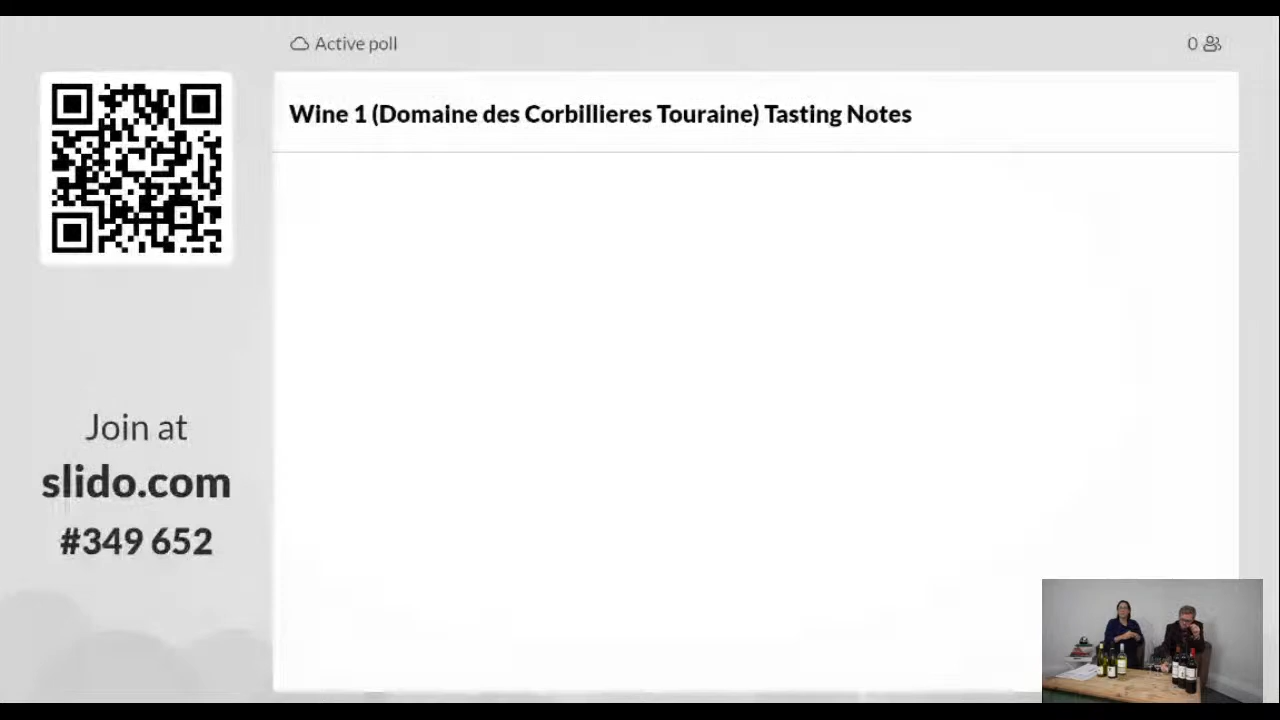 Active poll
0
Wine 1 (Domaine des Corbillieres Touraine) Tasting Notes
Join at
slido.com
#349 652